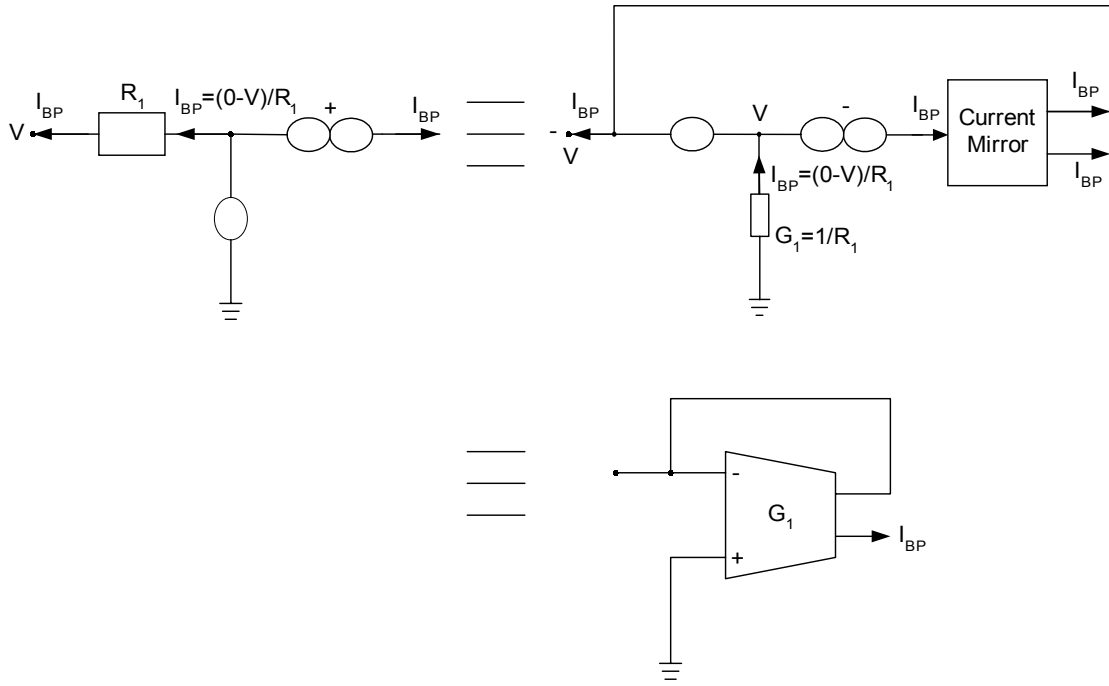 I_BP
R_1
I_BP=(0-V)/R_1
+
I_BP
V
I_BP
-
V
V
-
I_BP
Current
Mirror
I_BP
I_BP
I_BP=(0-V)/R_1
G_1=1/R_1
-
G_1
+
I_BP